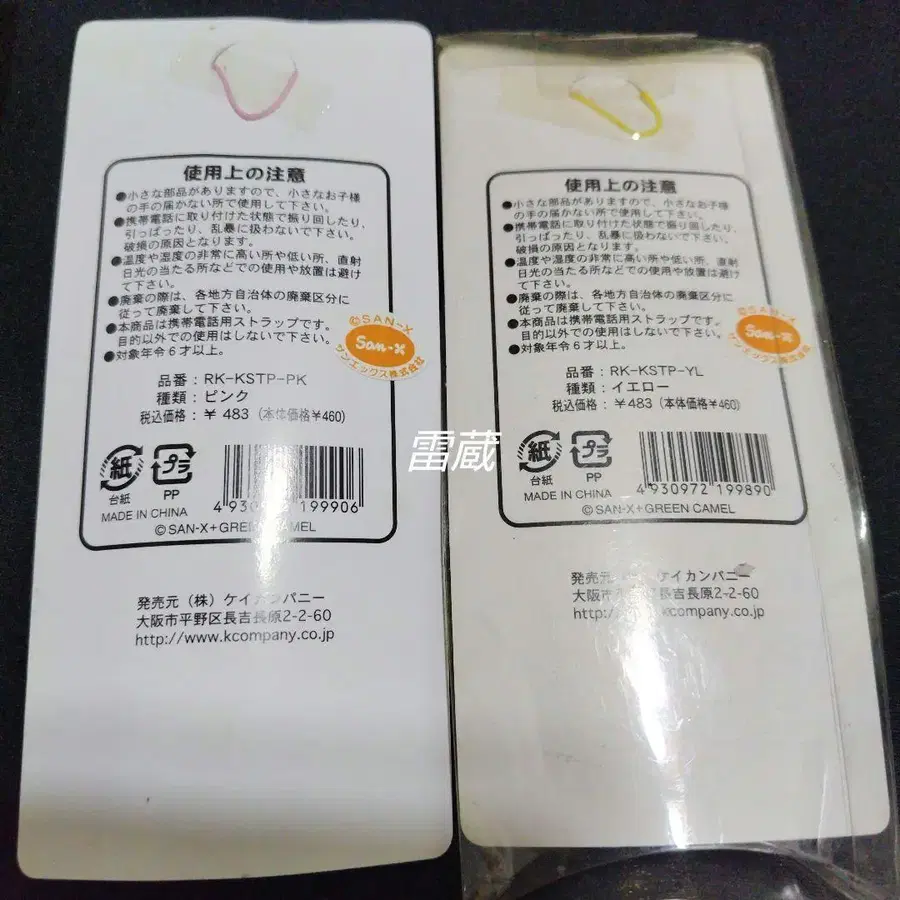 使用上の注意
●小さな部品がありますので、小さなお子様
の手の届かない所で使用して下さい。
●携帯電話に取り付けた状態で振り回したり、
引っぱったり、乱暴に扱わないで下さい。
破損の原因となります。
●温度や湿度の非常に高い所や低い所、直射
日光の当たる所などでの使用や放置は避け
て下さい。
●廃棄の際は、各地方自治体の廃棄区分に
従って廃棄して下さい。
●本商品は携帯電話用ストラップです。
目的以外での使用はしないで下さい。
●対象年令6才以上。
©SAN-X
San-X
サンエックス株式会社
品番：RK-KSTP-PK
種類：ピンク
税込価格：￥483（本体価格￥460）
紙
台紙
プラ
PP
MADE IN CHINA
199906
©SAN-X+GREEN CAMEL
発売元（株）ケイカンパニー
大阪市平野区長吉長原2-2-60
http://www.kcompany.co.jp
雷蔵
使用上の注意
●小さな部品がありますので、小さなお子様
の手の届かない所で使用して下さい。
●携帯電話に取り付けた状態で振り回したり、
引っぱったり、乱暴に扱わないで下さい。
破損の原因となります。
●温度や湿度の非常に高い所や低い所、直射
日光の当たる所などでの使用や放置は避け
て下さい。
●廃棄の際は、各地方自治体の廃棄区分に
従って廃棄して下さい。
●本商品は携帯電話用ストラップです。
目的以外での使用はしないで下さい。
●対象年令6才以上。
©SAN-X
San-X
サンエックス株式会社
品番：RK-KSTP-YL
種類：イエロー
税込価格：￥483（本体価格￥460）
紙
台紙
プラ
PP
MADE IN CHINA
4 930972 199890
©SAN-X+GREEN CAMEL
発売元 ケイカンパニー
大阪市平野区長吉長原2-2-60
http://www.kcompany.co.jp